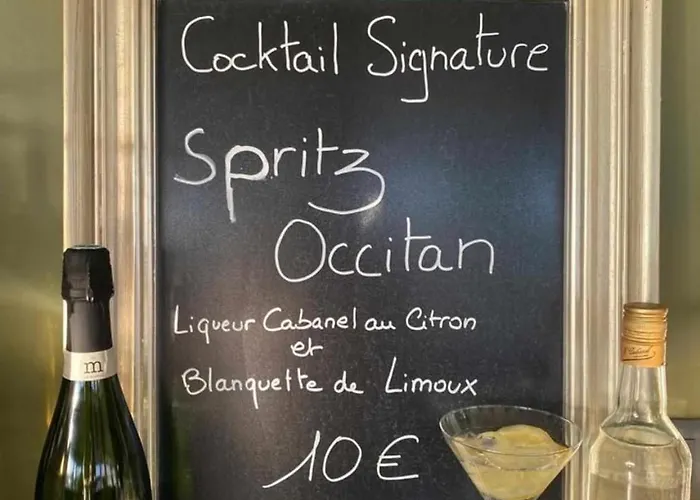 Cocktail Signature
Spritz
Occitan
Liqueur Cabanel au Citron
et
Blanquette de Limoux
10€
m